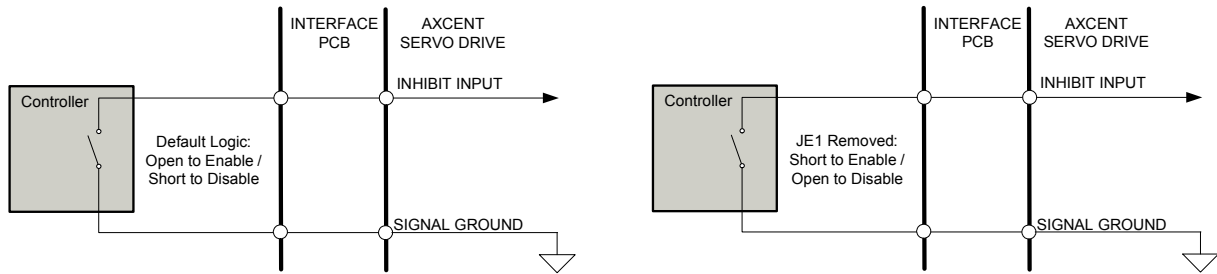 INTERFACE
PCB
AXCENT
SERVO DRIVE
INHIBIT INPUT
Controller
Default Logic:
Open to Enable /
Short to Disable
SIGNAL GROUND
INTERFACE
PCB
AXCENT
SERVO DRIVE
INHIBIT INPUT
Controller
JE1 Removed:
Short to Enable /
Open to Disable
SIGNAL GROUND